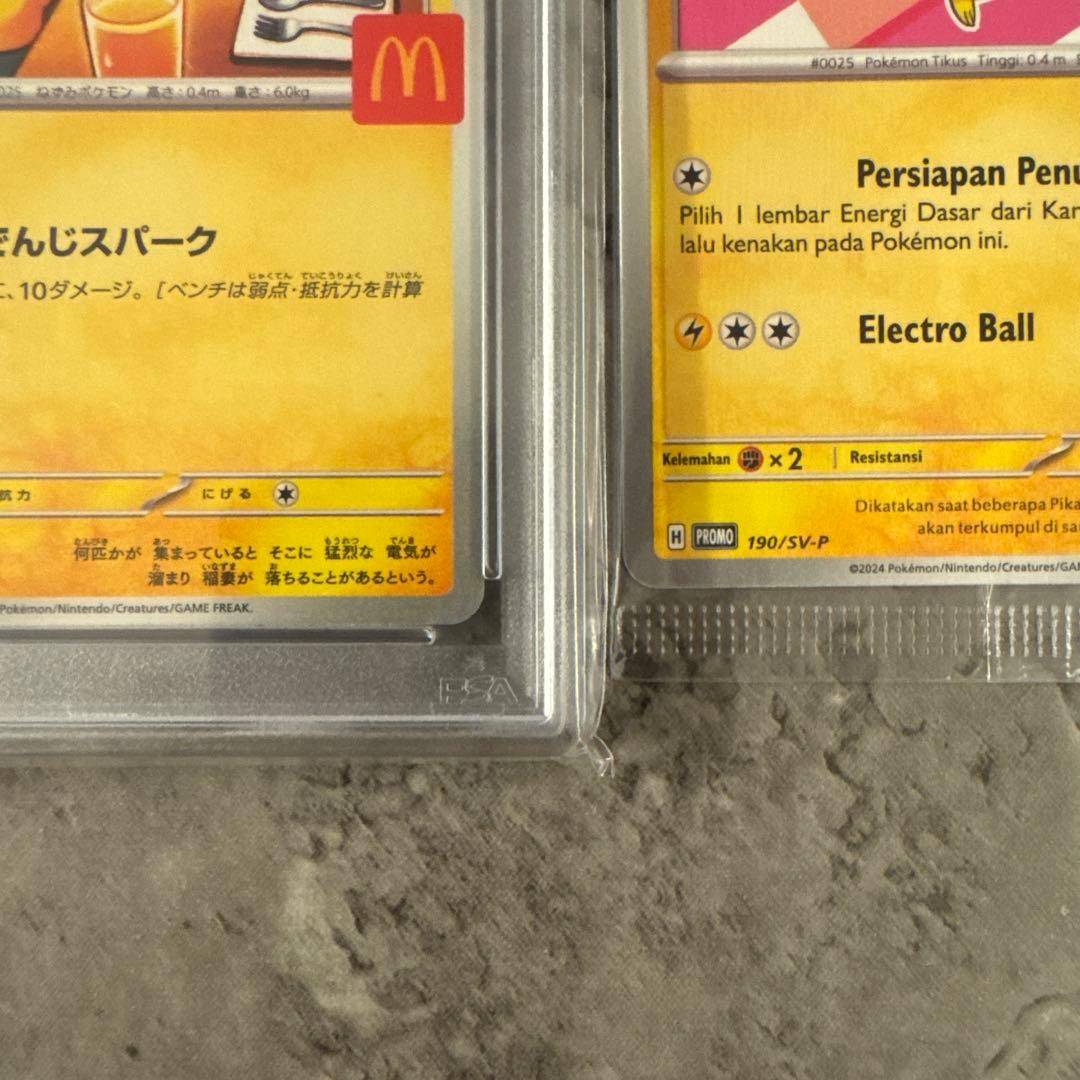 025 ねずみポケモン 高さ:0.4m 重さ:6.0kg
でんじスパーク
に、10ダメージ。[ベンチは弱点・抵抗力を計算
抗力 にげる
何匹かが 集まっていると そこに 猛烈な 電気が
溜まり 稲妻が 落ちることがあるという。
Pokémon/Nintendo/Creatures/GAME FREAK.
PSA
#0025 Pokémon Tikus Tinggi: 0.4 m
Persiapan Penu
Pilih 1 lembar Energi Dasar dari Kar
lalu kenakan pada Pokémon ini.
Electro Ball
Kelemahan ×2 Resistansi
Dikatakan saat beberapa Pika
akan terkumpul di sa
H PROMO 190/SV-P
©2024 Pokémon/Nintendo/Creatures/GA